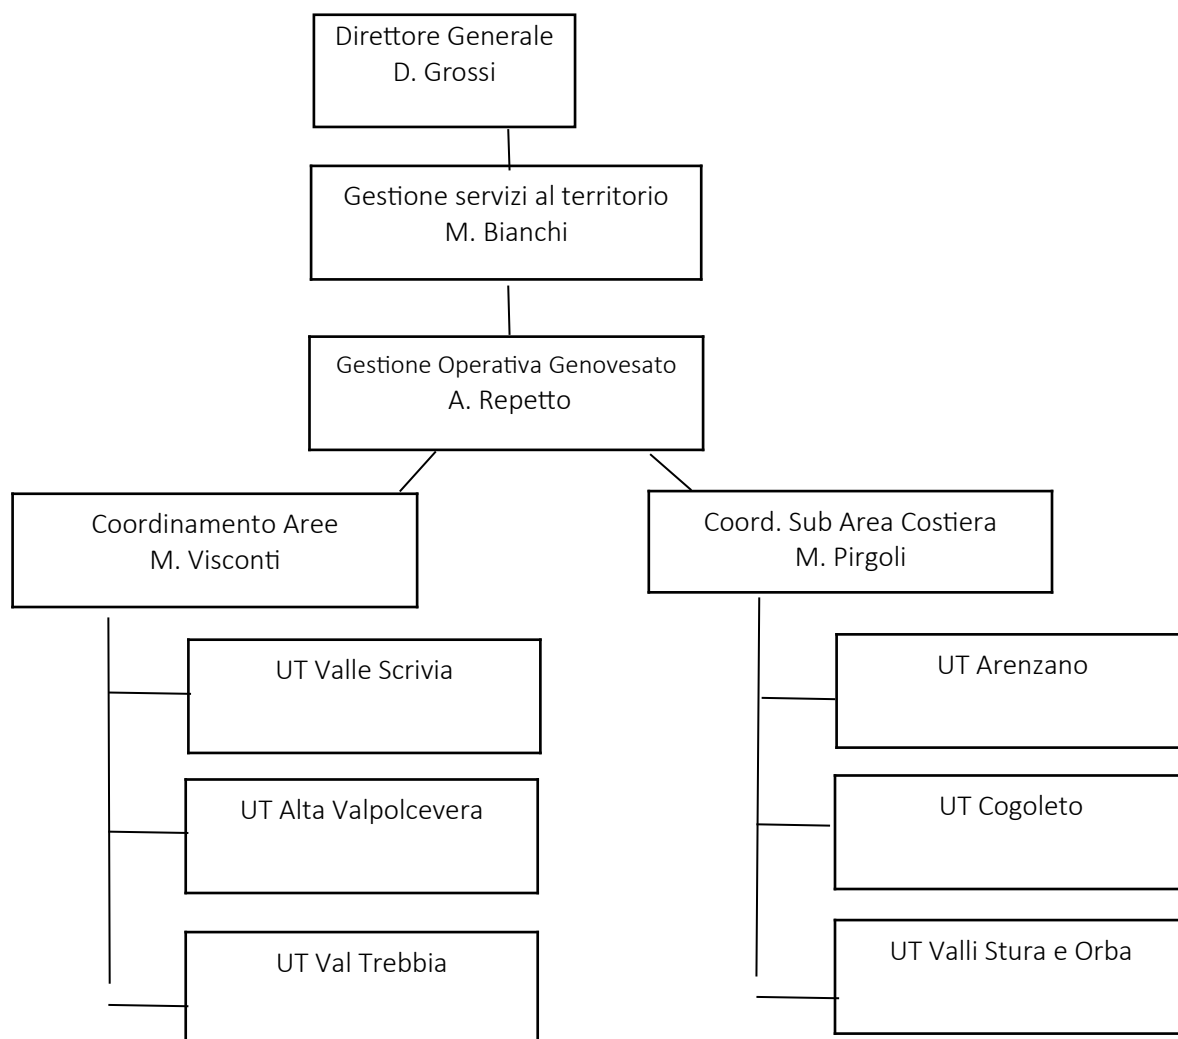 Direttore Generale
D. Grossi
Gestione servizi al territorio
M. Bianchi
Gestione Operativa Genovesato
A. Repetto
Coordinamento Aree
M. Visconti
UT Valle Scrivia
UT Alta Valpolcevera
UT Val Trebbia
Coord. Sub Area Costiera
M. Pirgoli
UT Arenzano
UT Cogoleto
UT Valli Stura e Orba